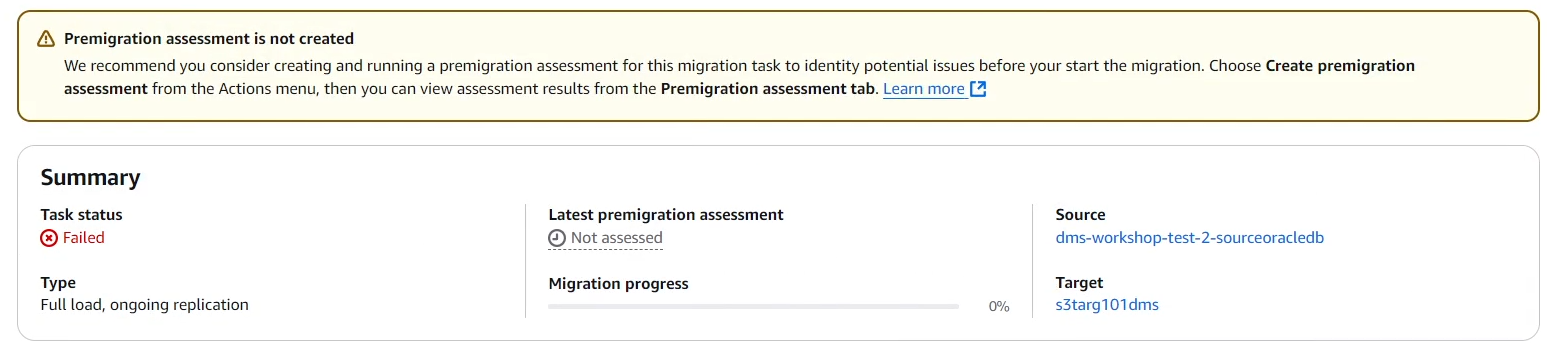 Premigration assessment is not created
We recommend you consider creating and running a premigration assessment for this migration task to identity potential issues before your start the migration. Choose Create premigration
assessment from the Actions menu, then you can view assessment results from the Premigration assessment tab. Learn more
Summary
Task status
Failed
Type
Full load, ongoing replication
Latest premigration assessment
Not assessed
Migration progress
0%
Source
dms-workshop-test-2-sourceoracledb
Target
s3targ101dms